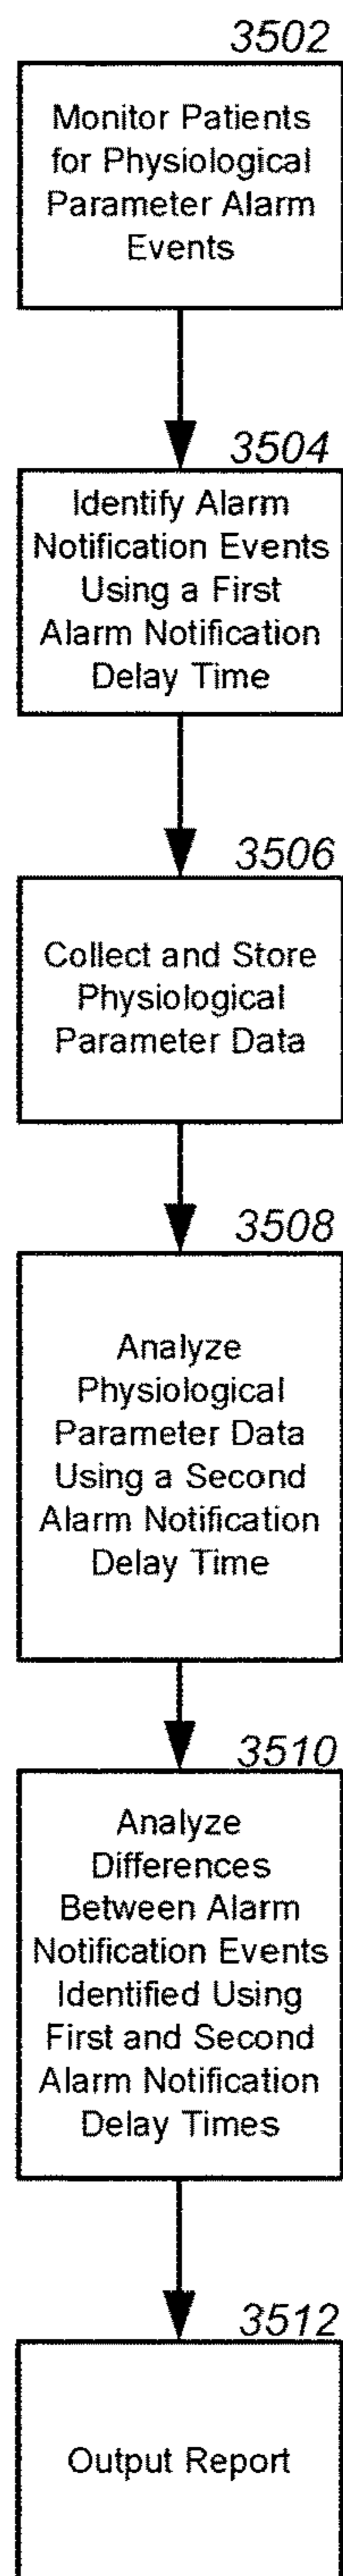 3502
Monitor Patients
for Physiological
Parameter Alarm
Events
3504
Identify Alarm
Notification Events
Using a First
Alarm Notification
Delay Time
3506
Collect and Store
Physiological
Parameter Data
3508
Analyze
Physiological
Parameter Data
Using a Second
Alarm Notification
Delay Time
3510
Analyze
Differences
Between Alarm
Notification Events
Identified Using
First and Second
Alarm Notification
Delay Times
3512
Output Report